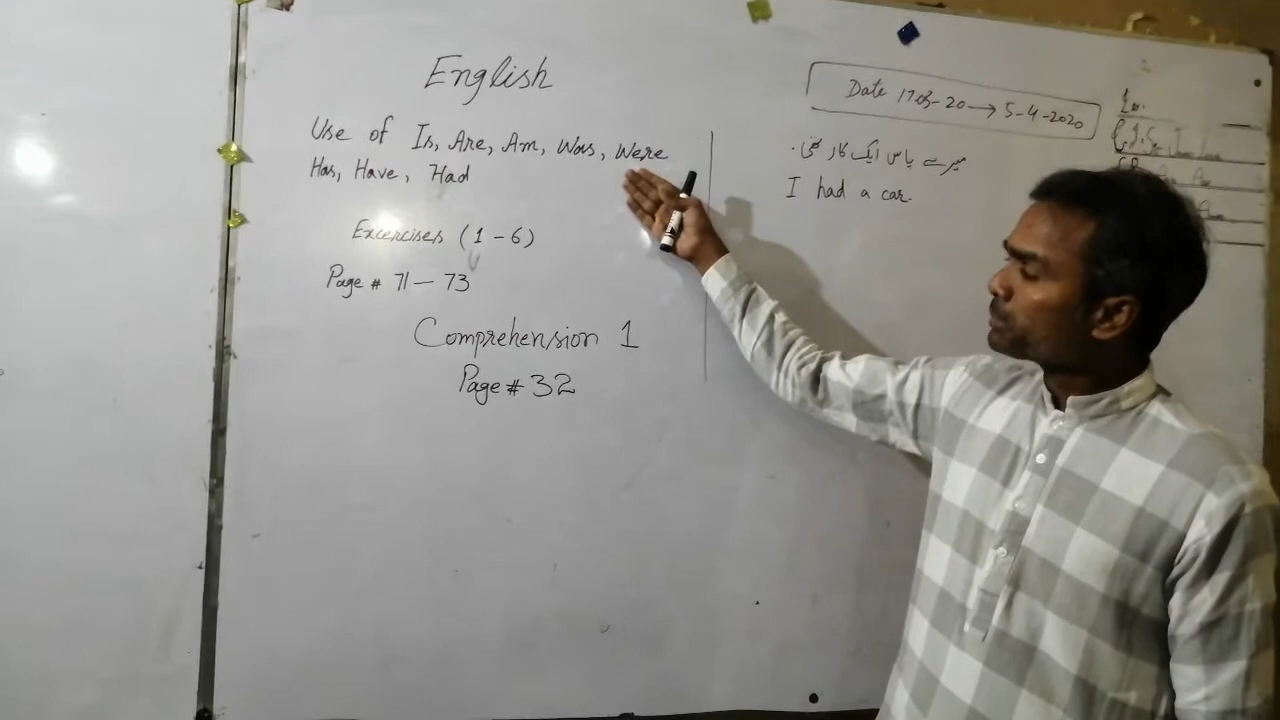 English
Use of Is, Are, Am, Was, Were
Has, Have, Had
Excercises (1 - 6)
Page # 71 — 73
Comprehension 1
Page # 32
Date 17-03-20 → 5-4-2020
میرے پاس ایک کار تھی۔
I had a car.